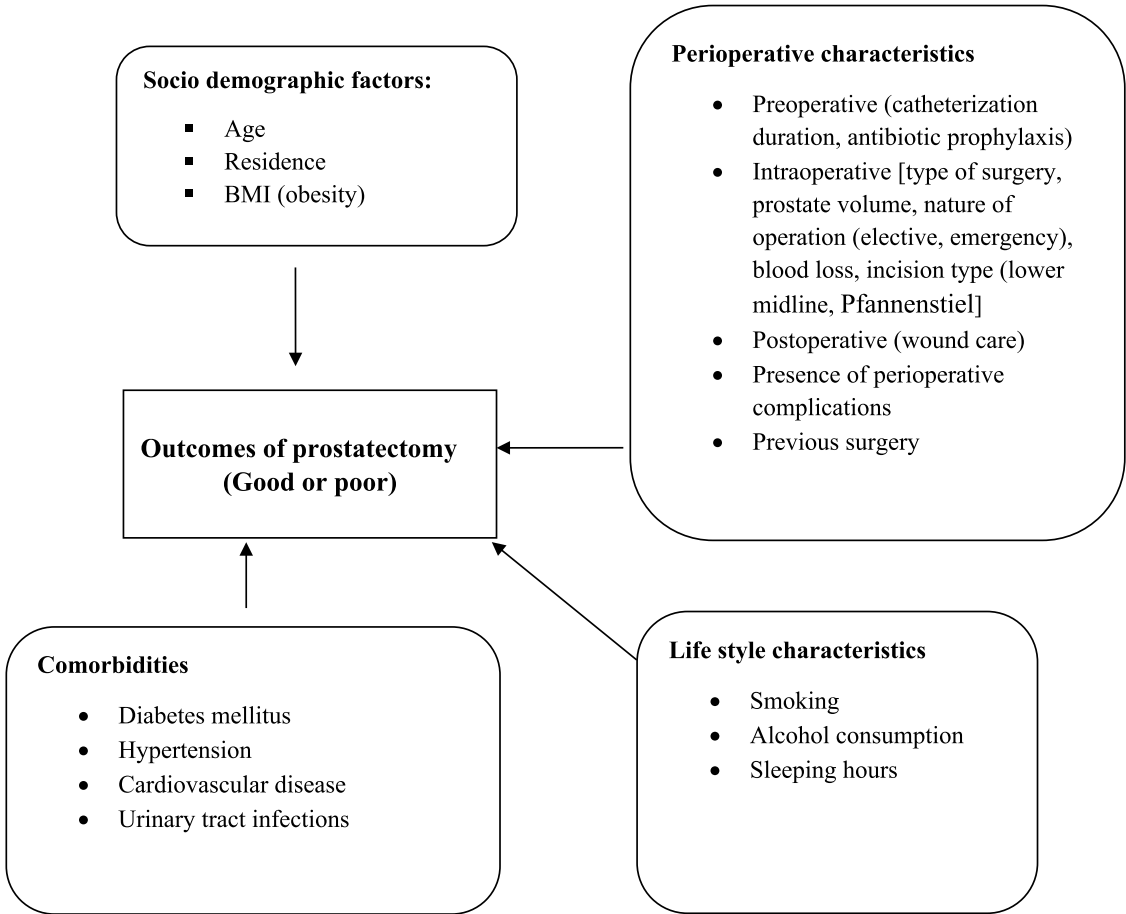 Socio demographic factors:
▪ Age
▪ Residence
▪ BMI (obesity)
Perioperative characteristics
• Preoperative (catheterization
duration, antibiotic prophylaxis)
• Intraoperative [type of surgery,
prostate volume, nature of
operation (elective, emergency),
blood loss, incision type (lower
midline, Pfannenstiel]
• Postoperative (wound care)
• Presence of perioperative
complications
• Previous surgery
Outcomes of prostatectomy
(Good or poor)
Comorbidities
• Diabetes mellitus
• Hypertension
• Cardiovascular disease
• Urinary tract infections
Life style characteristics
• Smoking
• Alcohol consumption
• Sleeping hours